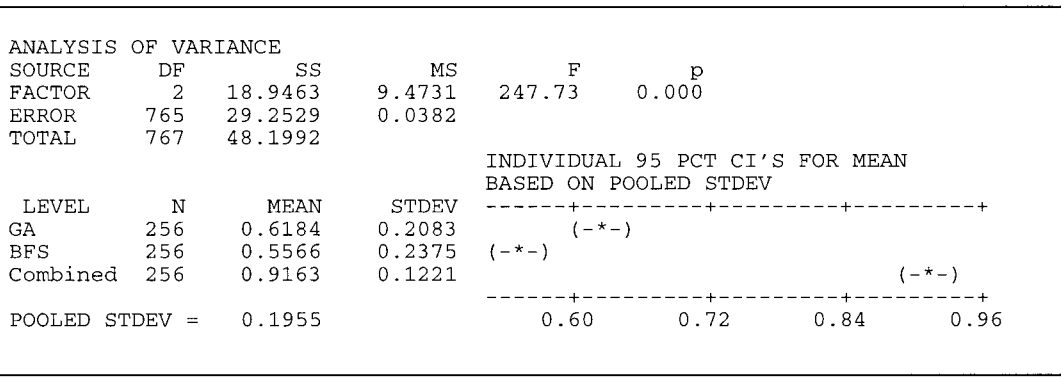 ANALYSIS OF VARIANCE
SOURCE DF SS MS F p
FACTOR 2 18.9463 9.4731 247.73 0.000
ERROR 765 29.2529 0.0382
TOTAL 767 48.1992
INDIVIDUAL 95 PCT CI'S FOR MEAN
BASED ON POOLED STDEV
LEVEL N MEAN STDEV ------+---------+---------+---------+
GA 256 0.6184 0.2083 (-*-)
BFS 256 0.5566 0.2375 (-*-)
Combined 256 0.9163 0.1221 (-*-)
------+---------+---------+---------+
POOLED STDEV = 0.1955 0.60 0.72 0.84 0.96